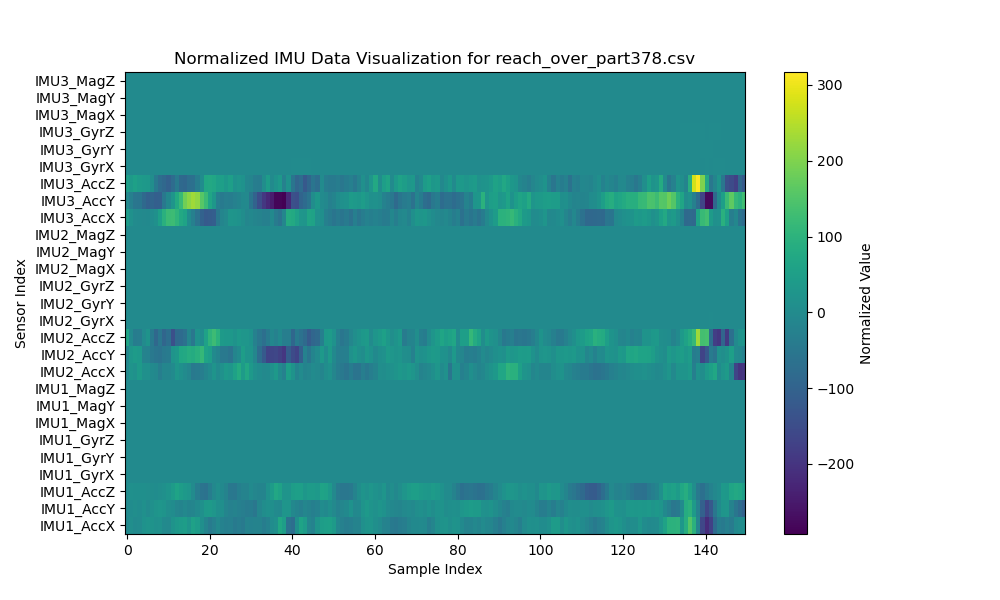 Normalized IMU Data Visualization for reach_over_part378.csv
IMU3_MagZ
IMU3_MagY
IMU3_MagX
IMU3_GyrZ
IMU3_GyrY
IMU3_GyrX
IMU3_AccZ
IMU3_AccY
IMU3_AccX
IMU2_MagZ
IMU2_MagY
IMU2_MagX
IMU2_GyrZ
IMU2_GyrY
IMU2_GyrX
IMU2_AccZ
IMU2_AccY
IMU2_AccX
IMU1_MagZ
IMU1_MagY
IMU1_MagX
IMU1_GyrZ
IMU1_GyrY
IMU1_GyrX
IMU1_AccZ
IMU1_AccY
IMU1_AccX
Sensor Index
0 20 40 60 80 100 120 140
Sample Index
300
200
100
0
−100
−200
Normalized Value